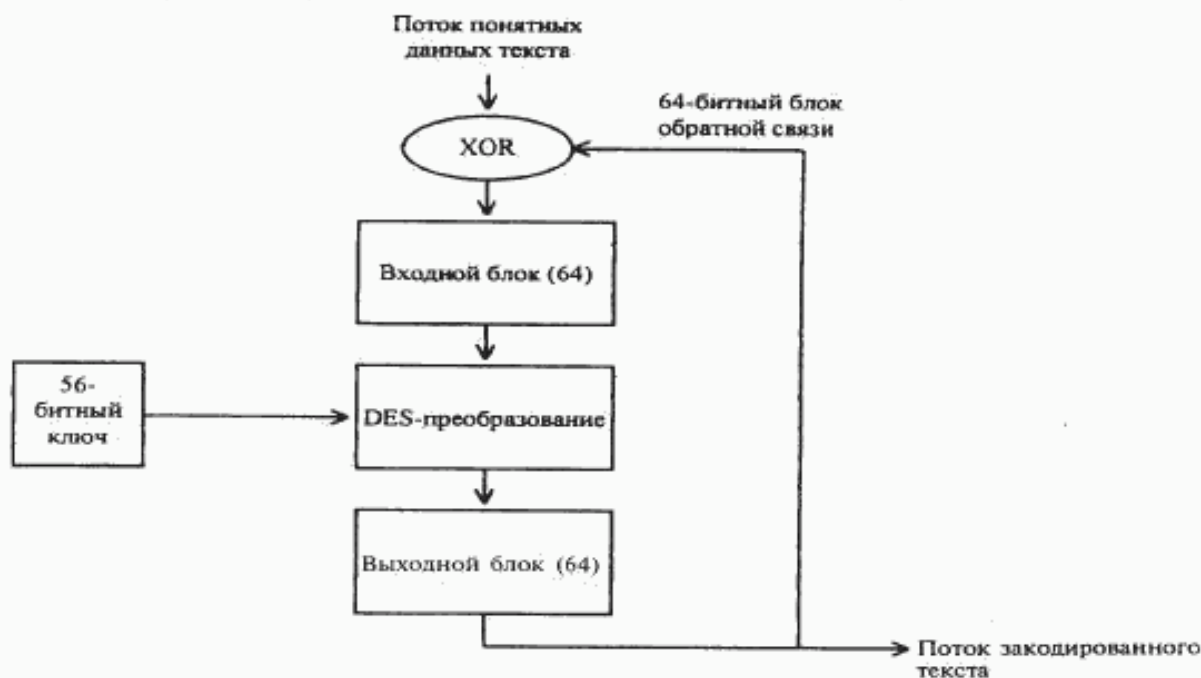 Поток понятных
данных текста
64-битный блок
обратной связи
XOR
Входной блок (64)
56-
битный
ключ
DES-преобразование
Выходной блок (64)
Поток закодированного
текста